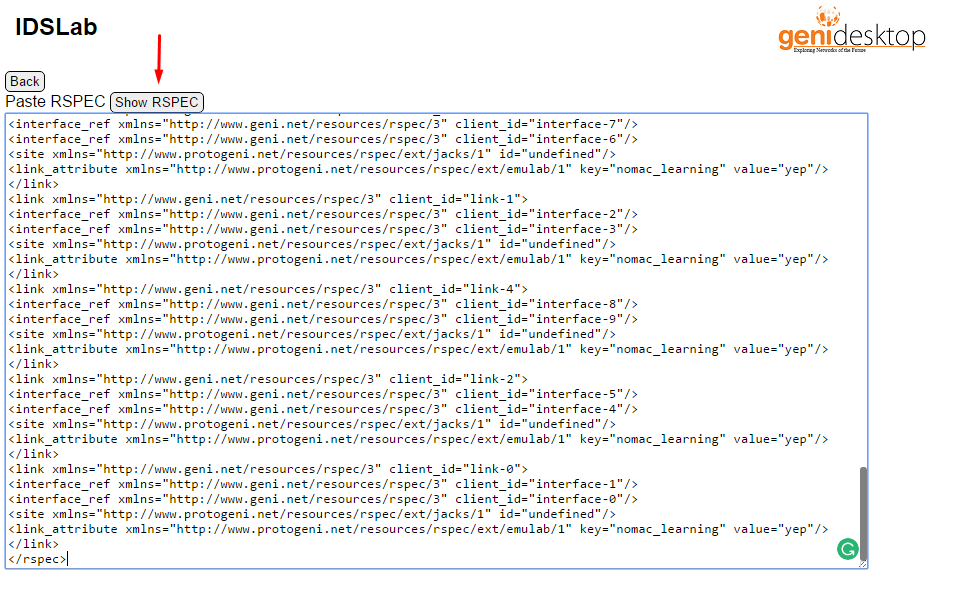 IDSLab
genidesktop
Exploring Networks of the Future
Back
Paste RSPEC Show RSPEC
<interface_ref xmlns="http://www.geni.net/resources/rspec/3" client_id="interface-7"/>
<interface_ref xmlns="http://www.geni.net/resources/rspec/3" client_id="interface-6"/>
<site xmlns="http://www.protogeni.net/resources/rspec/ext/jacks/1" id="undefined"/>
<link_attribute xmlns="http://www.protogeni.net/resources/rspec/ext/emulab/1" key="nomac_learning" value="yep"/>
</link>
<link xmlns="http://www.geni.net/resources/rspec/3" client_id="link-1">
<interface_ref xmlns="http://www.geni.net/resources/rspec/3" client_id="interface-2"/>
<interface_ref xmlns="http://www.geni.net/resources/rspec/3" client_id="interface-3"/>
<site xmlns="http://www.protogeni.net/resources/rspec/ext/jacks/1" id="undefined"/>
<link_attribute xmlns="http://www.protogeni.net/resources/rspec/ext/emulab/1" key="nomac_learning" value="yep"/>
</link>
<link xmlns="http://www.geni.net/resources/rspec/3" client_id="link-4">
<interface_ref xmlns="http://www.geni.net/resources/rspec/3" client_id="interface-8"/>
<interface_ref xmlns="http://www.geni.net/resources/rspec/3" client_id="interface-9"/>
<site xmlns="http://www.protogeni.net/resources/rspec/ext/jacks/1" id="undefined"/>
<link_attribute xmlns="http://www.protogeni.net/resources/rspec/ext/emulab/1" key="nomac_learning" value="yep"/>
</link>
<link xmlns="http://www.geni.net/resources/rspec/3" client_id="link-2">
<interface_ref xmlns="http://www.geni.net/resources/rspec/3" client_id="interface-5"/>
<interface_ref xmlns="http://www.geni.net/resources/rspec/3" client_id="interface-4"/>
<site xmlns="http://www.protogeni.net/resources/rspec/ext/jacks/1" id="undefined"/>
<link_attribute xmlns="http://www.protogeni.net/resources/rspec/ext/emulab/1" key="nomac_learning" value="yep"/>
</link>
<link xmlns="http://www.geni.net/resources/rspec/3" client_id="link-0">
<interface_ref xmlns="http://www.geni.net/resources/rspec/3" client_id="interface-1"/>
<interface_ref xmlns="http://www.geni.net/resources/rspec/3" client_id="interface-0"/>
<site xmlns="http://www.protogeni.net/resources/rspec/ext/jacks/1" id="undefined"/>
<link_attribute xmlns="http://www.protogeni.net/resources/rspec/ext/emulab/1" key="nomac_learning" value="yep"/>
</link>
</rspec>